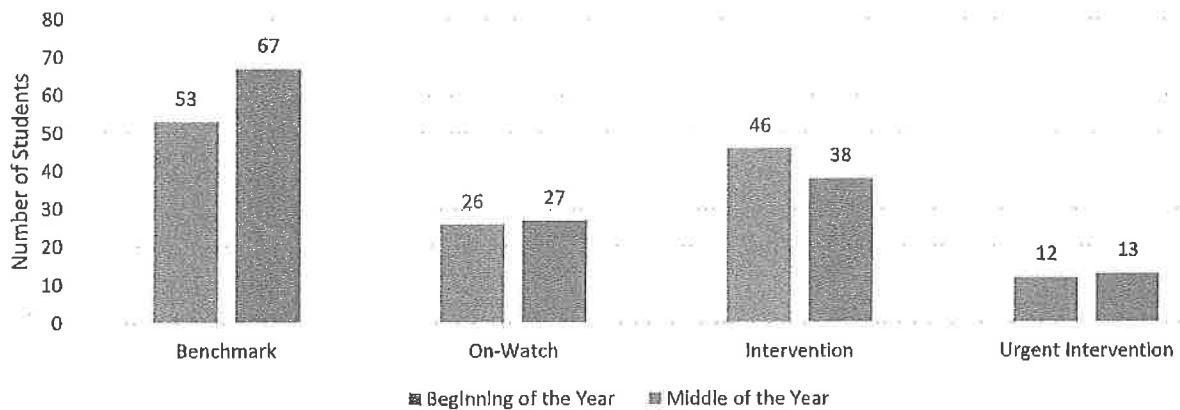 Number of Students
80
70
60
50
40
30
20
10
0
53
67
26
27
46
38
12
13
Benchmark
On-Watch
Intervention
Urgent Intervention
Beginning of the Year
Middle of the Year